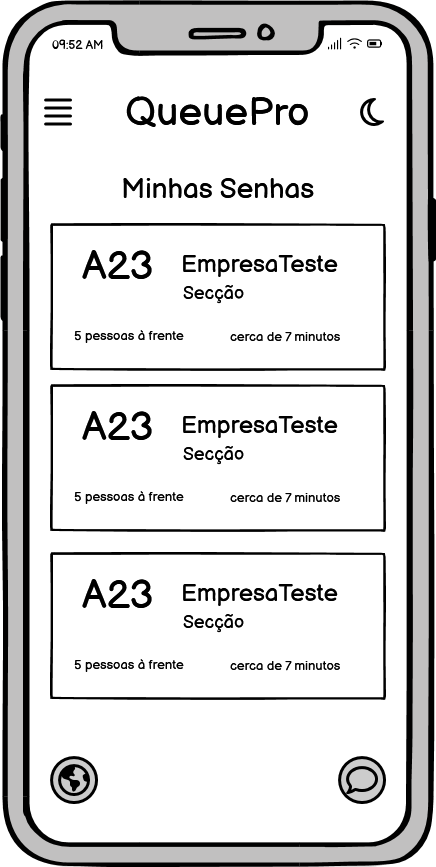 09:52 AM
QueuePro
Minhas Senhas
A23
EmpresaTeste
Secção
5 pessoas à frente
cerca de 7 minutos
A23
EmpresaTeste
Secção
5 pessoas à frente
cerca de 7 minutos
A23
EmpresaTeste
Secção
5 pessoas à frente
cerca de 7 minutos